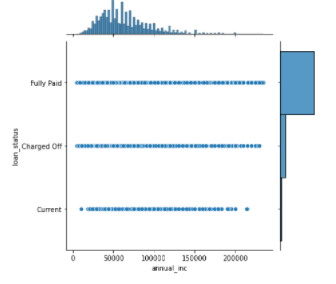 Fully Paid
Charged Off
Current
loan_status
0 50000 100000 150000 200000
annual_inc